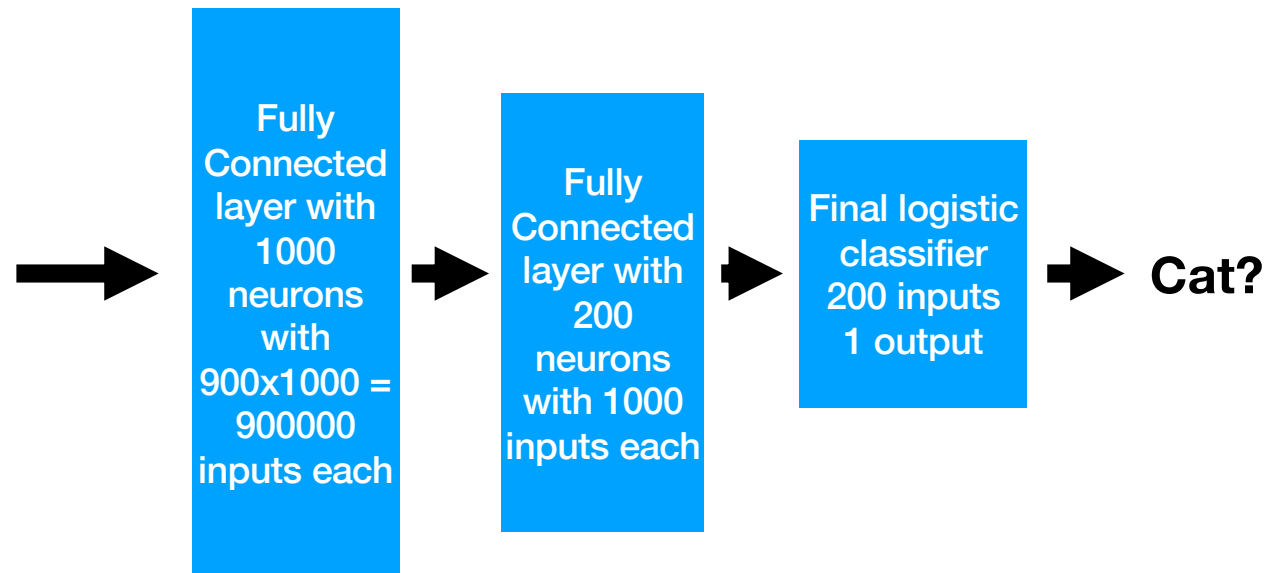 Fully
Connected
layer with
1000
neurons
with
900x1000 =
900000
inputs each
Fully
Connected
layer with
200
neurons
with 1000
inputs each
Final logistic
classifier
200 inputs
1 output
Cat?